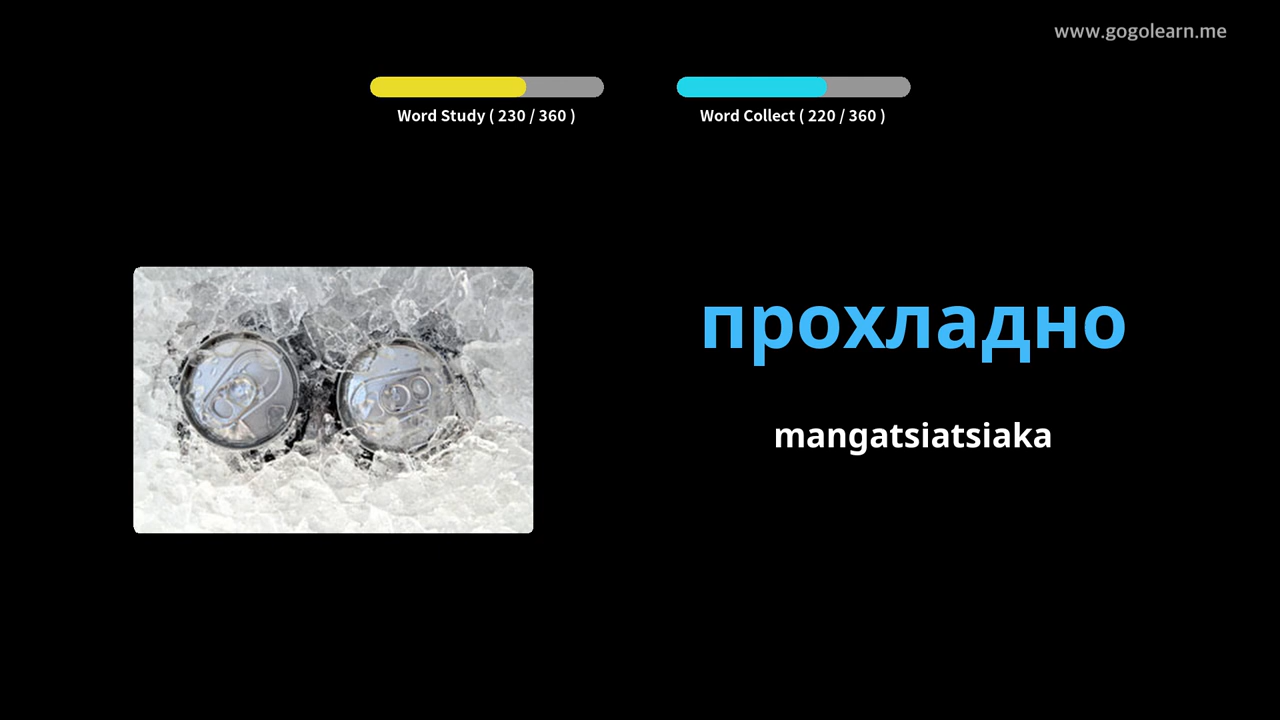 www.gogolearn.me
Word Study ( 230 / 360 )
Word Collect ( 220 / 360 )
прохладно
mangatsiatsiaka